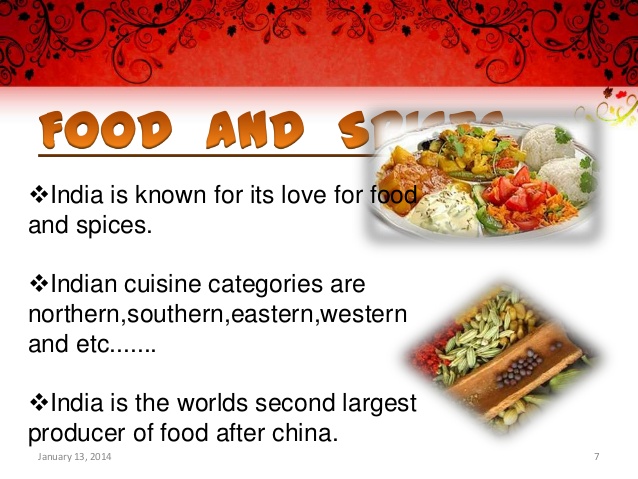 FOOD AND SPICES
❖India is known for its love for food
and spices.
❖Indian cuisine categories are
northern,southern,eastern,western
and etc.......
❖India is the worlds second largest
producer of food after china.
January 13, 2014
7